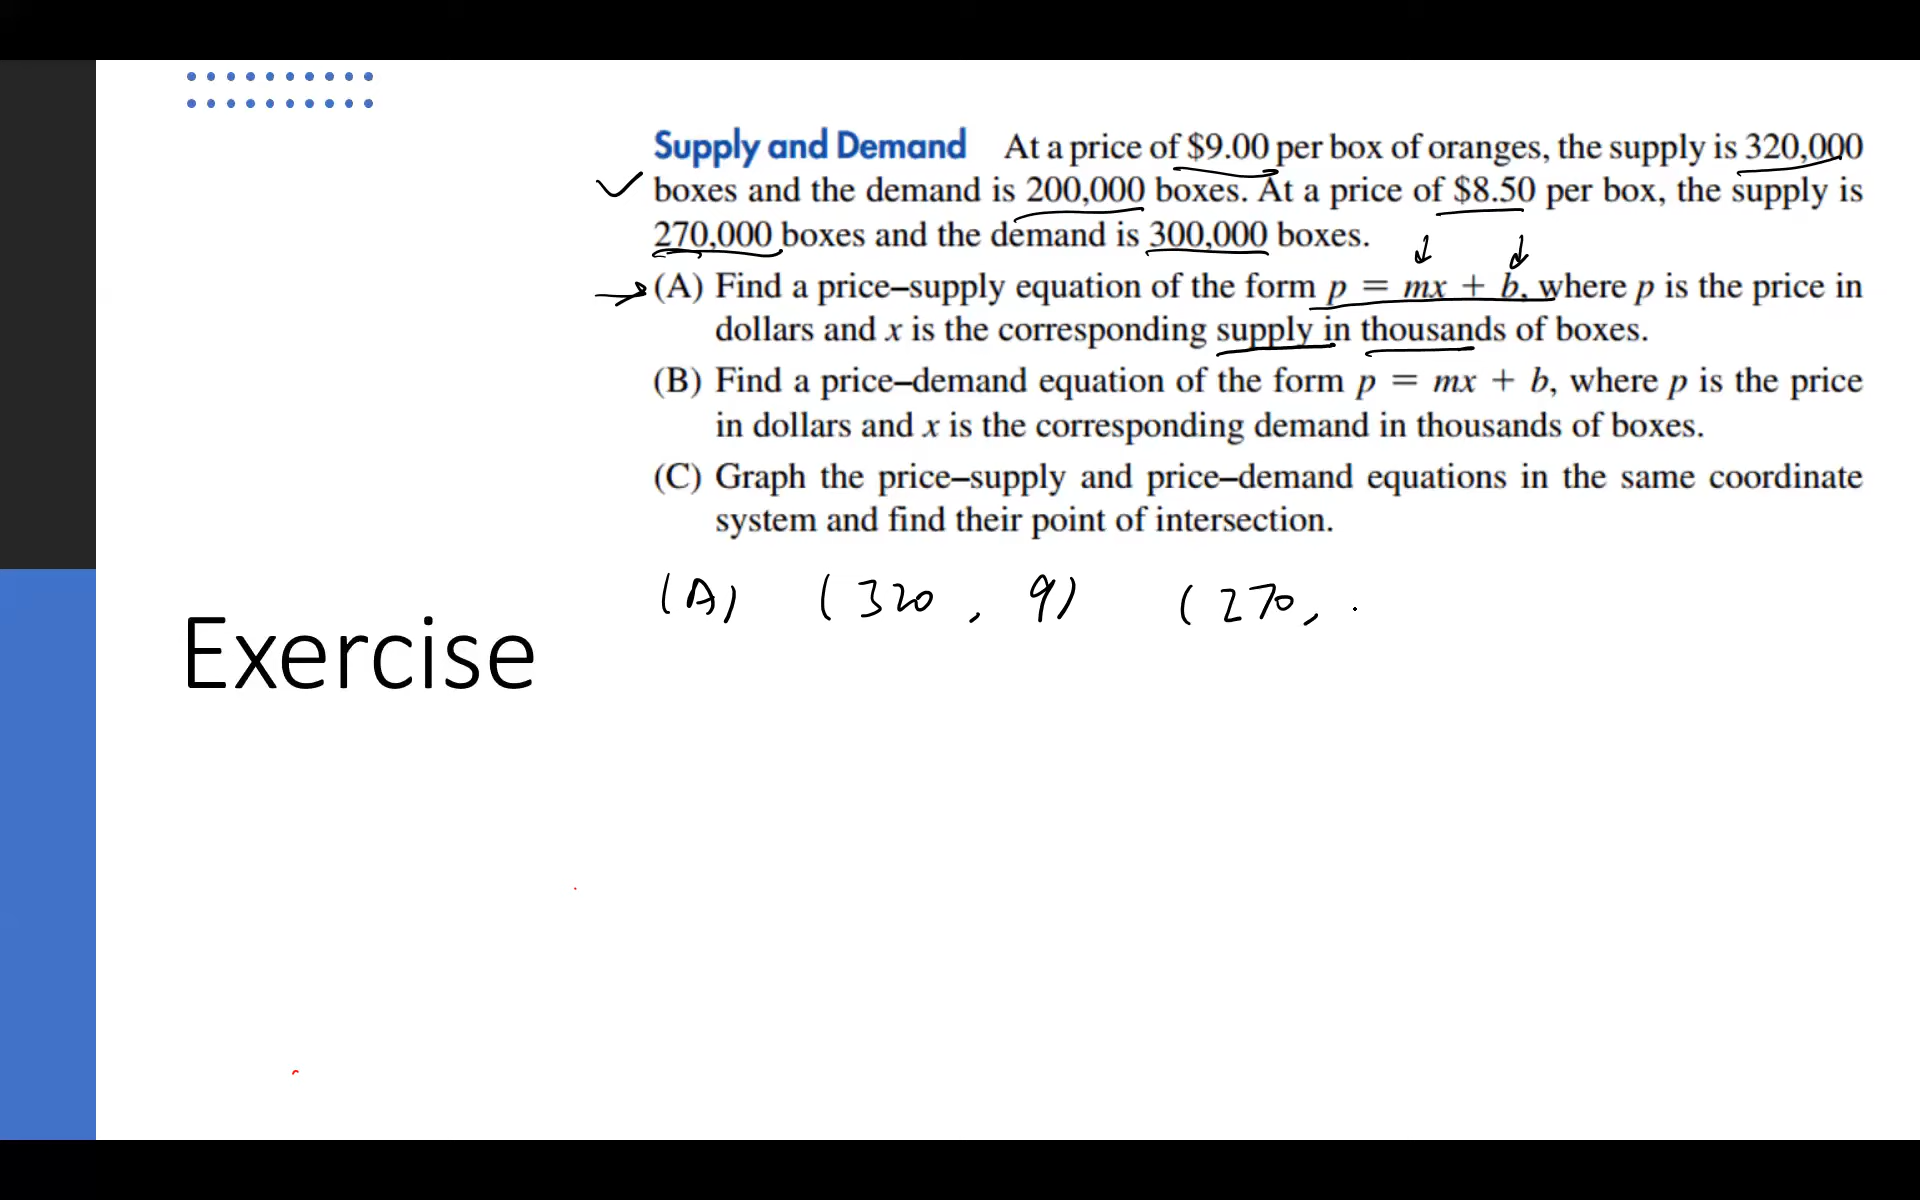 Supply and Demand At a price of $9.00 per box of oranges, the supply is 320,000
boxes and the demand is 200,000 boxes. At a price of $8.50 per box, the supply is
270,000 boxes and the demand is 300,000 boxes.
(A) Find a price–supply equation of the form p = mx + b, where p is the price in
dollars and x is the corresponding supply in thousands of boxes.
(B) Find a price–demand equation of the form p = mx + b, where p is the price
in dollars and x is the corresponding demand in thousands of boxes.
(C) Graph the price–supply and price–demand equations in the same coordinate
system and find their point of intersection.
(A) (320, 9) (270, .
Exercise